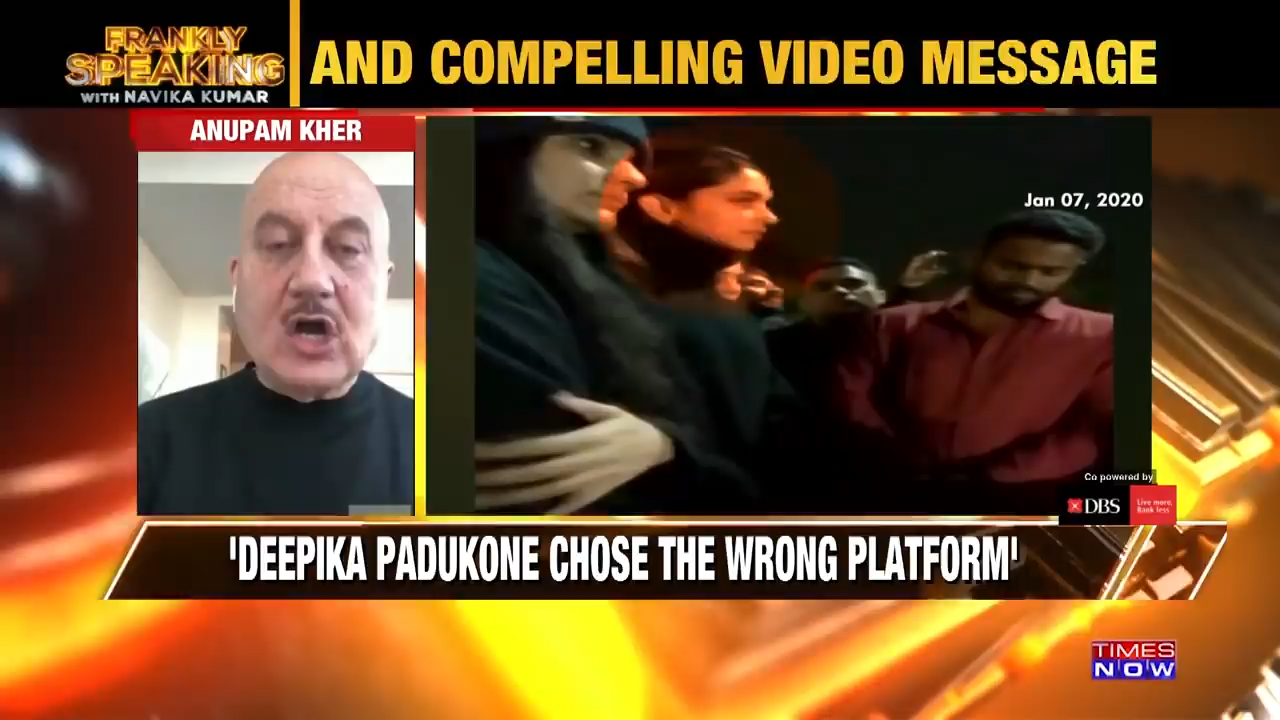 FRANKLY
SPEAKING
WITH NAVIKA KUMAR
AND COMPELLING VIDEO MESSAGE
ANUPAM KHER
Jan 07, 2020
Co powered by
DBS
Live more,
Bank less
'DEEPIKA PADUKONE CHOSE THE WRONG PLATFORM'
TIMES
NOW